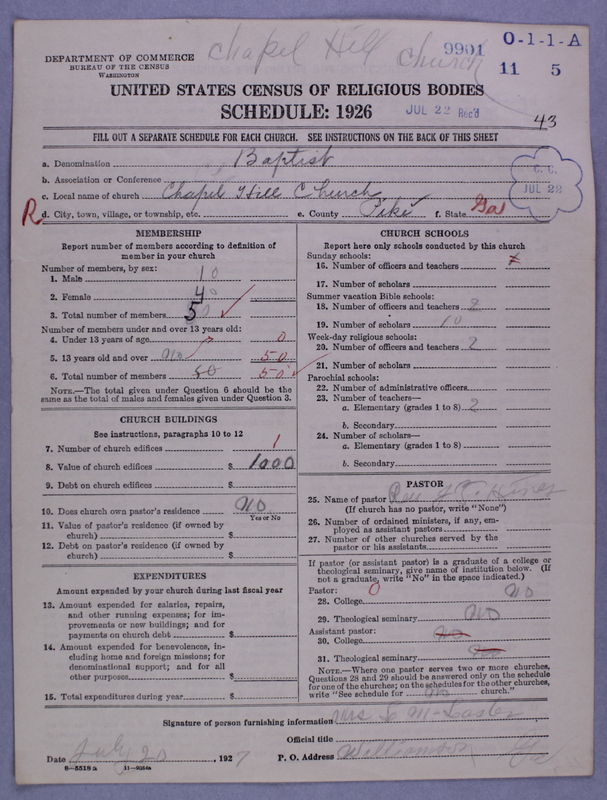 Chapel Hill Church
9901
O-1-1-A
11 5
DEPARTMENT OF COMMERCE
BUREAU OF THE CENSUS
WASHINGTON
UNITED STATES CENSUS OF RELIGIOUS BODIES
SCHEDULE: 1926
JUL 22 Rec'd
43
FILL OUT A SEPARATE SCHEDULE FOR EACH CHURCH. SEE INSTRUCTIONS ON THE BACK OF THIS SHEET
a. Denomination Baptist
b. Association or Conference
C. C.
JUL 22
c. Local name of church Chapel Hill Church
R d. City, town, village, or township, etc. e. County Pike f. State Ga
MEMBERSHIP
Report number of members according to definition of
member in your church
Number of members, by sex:
1. Male 10
2. Female 40
3. Total number of members 50
Number of members under and over 13 years old:
4. Under 13 years of age 0
5. 13 years old and over no 50
6. Total number of members 50 50
NOTE.—The total given under Question 6 should be
the same as the total of males and females given under Question 3.
CHURCH BUILDINGS
See instructions, paragraphs 10 to 12
7. Number of church edifices 1
8. Value of church edifices $ 1000
9. Debt on church edifices $
10. Does church own pastor's residence no
Yes or No
11. Value of pastor's residence (if owned by
church) $
12. Debt on pastor's residence (if owned by
church) $
EXPENDITURES
Amount expended by your church during last fiscal year
13. Amount expended for salaries, repairs,
and other running expenses; for im-
provements or new buildings; and for
payments on church debt $
14. Amount expended for benevolences, in-
cluding home and foreign missions; for
denominational support; and for all
other purposes $
15. Total expenditures during year $
CHURCH SCHOOLS
Report here only schools conducted by this church
Sunday schools:
16. Number of officers and teachers
17. Number of scholars
Summer vacation Bible schools:
18. Number of officers and teachers 2
19. Number of scholars 10
Week-day religious schools:
20. Number of officers and teachers 2
21. Number of scholars
Parochial schools:
22. Number of administrative officers
23. Number of teachers—
a. Elementary (grades 1 to 8) 2
b. Secondary
24. Number of scholars—
a. Elementary (grades 1 to 8)
b. Secondary
PASTOR
25. Name of pastor Rev
(If church has no pastor, write "None")
26. Number of ordained ministers, if any, em-
ployed as assistant pastors
27. Number of other churches served by the
pastor or his assistants
If pastor (or assistant pastor) is a graduate of a college or
theological seminary, give name of institution below. (If
not a graduate, write "No" in the space indicated.)
Pastor: 0
28. College no
29. Theological seminary no
Assistant pastor:
30. College no
31. Theological seminary no
NOTE.—Where one pastor serves two or more churches,
Questions 28 and 29 should be answered only on the schedule
for one of the churches; on the schedules for the other churches,
write "See schedule for no church."
Signature of person furnishing information Mrs
Official title
Date July 20, 1927 P. O. Address Williamson Ga
8—5518a 11—9054a